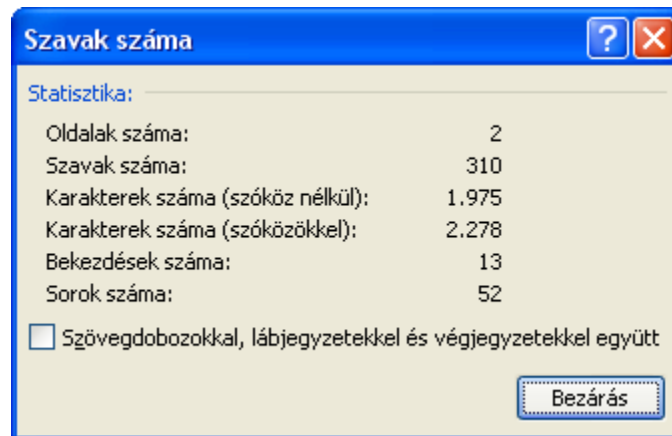 Szavak száma
Statisztika:
Oldalak száma: 2
Szavak száma: 310
Karakterek száma (szóköz nélkül): 1.975
Karakterek száma (szóközökkel): 2.278
Bekezdések száma: 13
Sorok száma: 52
Szövegdobozokkal, lábjegyzetekkel és végjegyzetekkel együtt
Bezárás